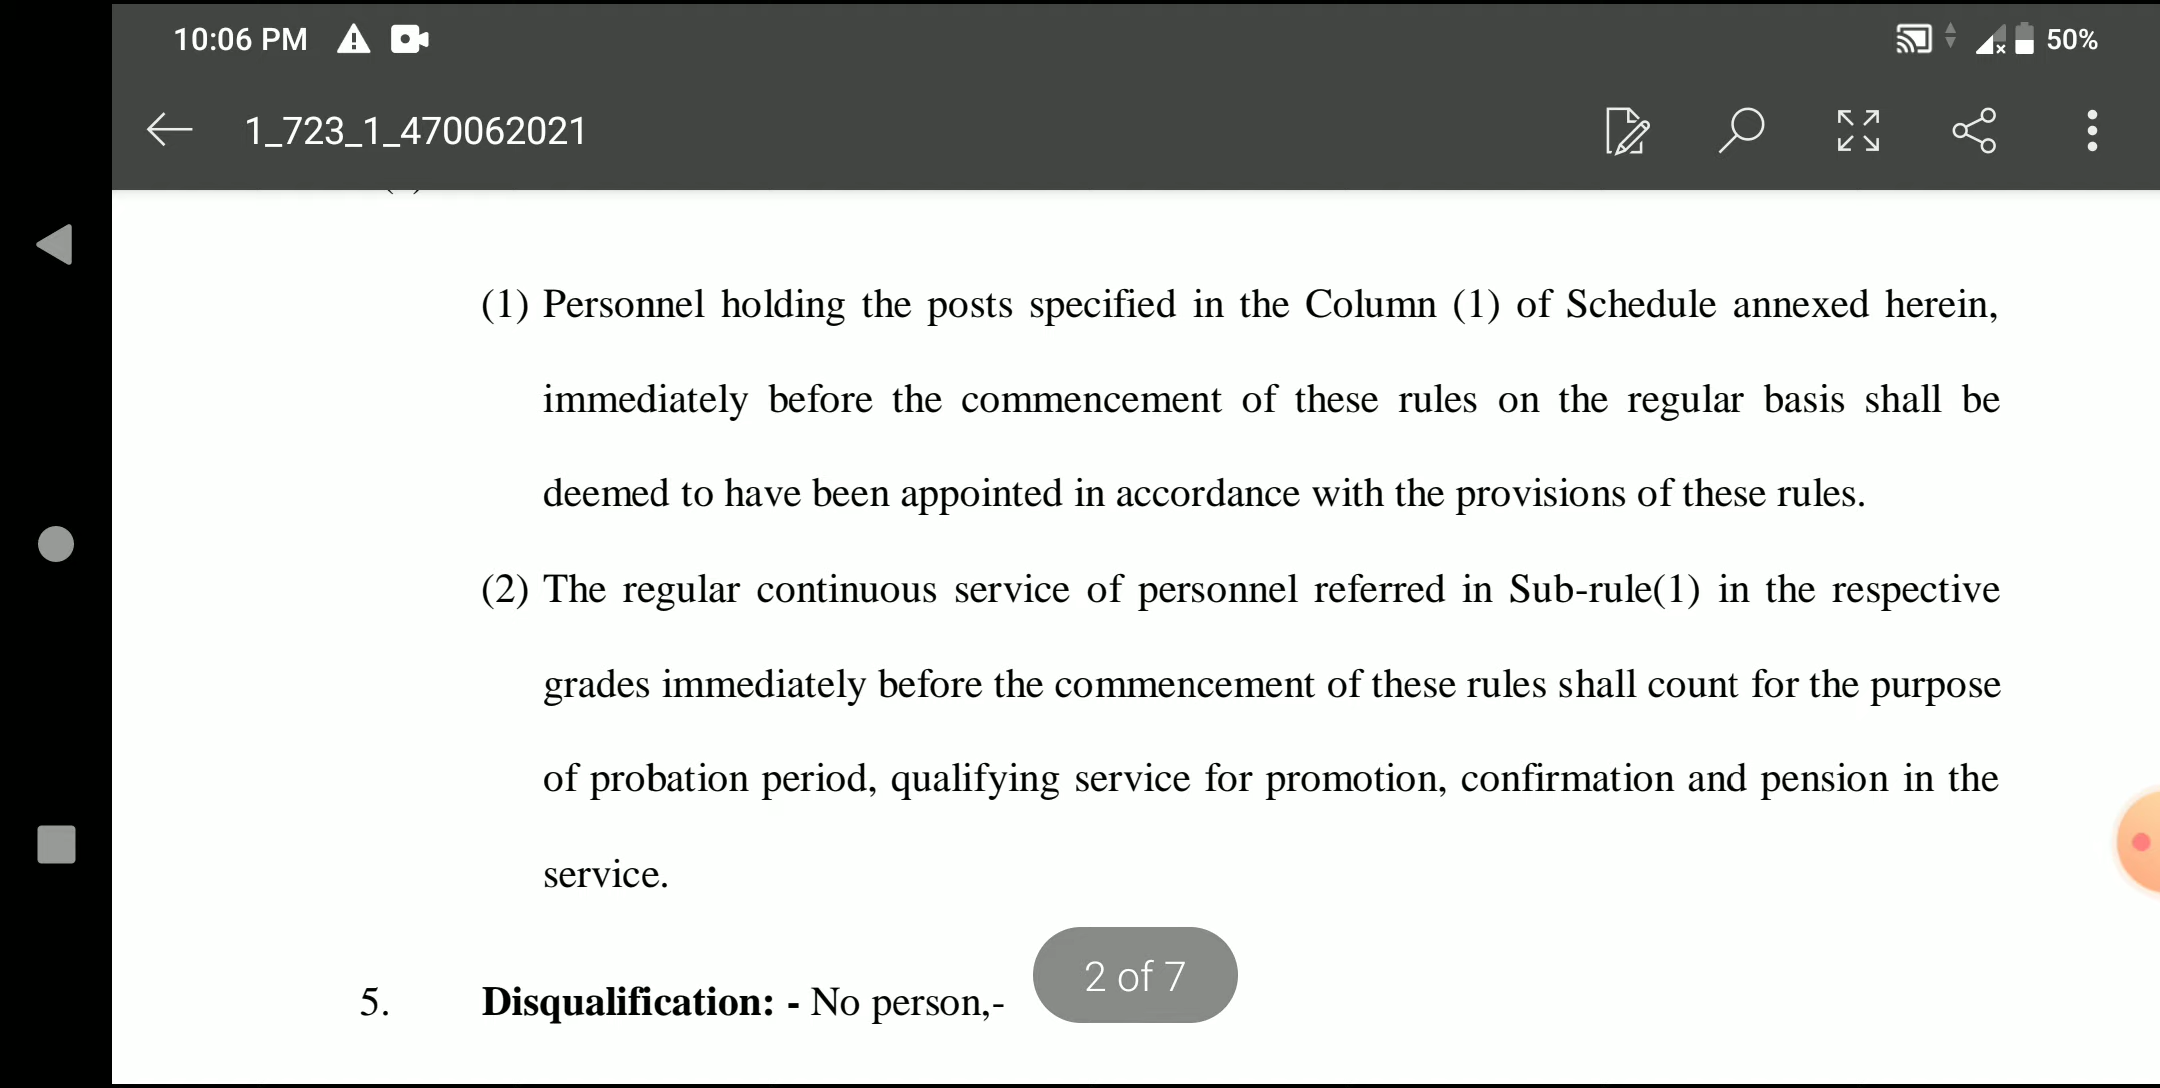 10:06 PM 50%
1_723_1_470062021
(1) Personnel holding the posts specified in the Column (1) of Schedule annexed herein,
immediately before the commencement of these rules on the regular basis shall be
deemed to have been appointed in accordance with the provisions of these rules.
(2) The regular continuous service of personnel referred in Sub-rule(1) in the respective
grades immediately before the commencement of these rules shall count for the purpose
of probation period, qualifying service for promotion, confirmation and pension in the
service.
2 of 7
5. Disqualification: - No person,-